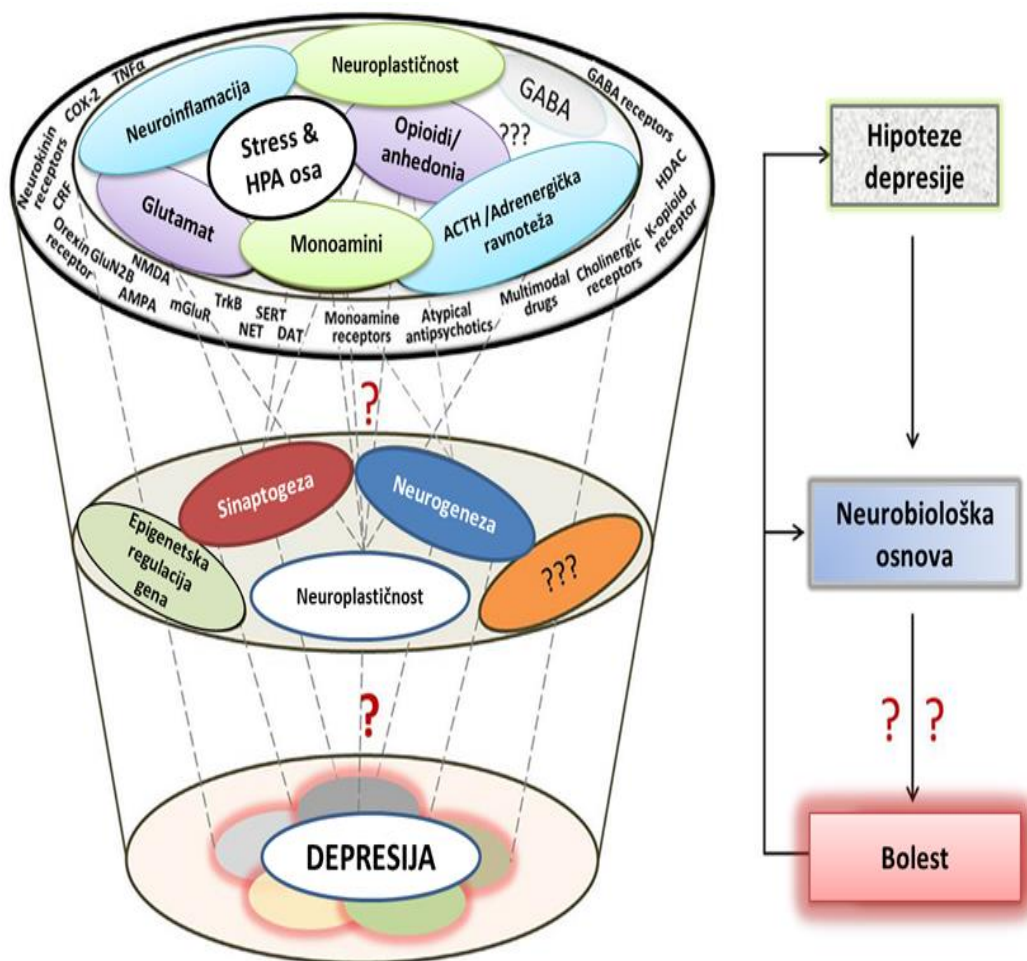 Neuroplastičnost
Neuroinflamacija
GABA
Stress &
HPA osa
Opioidi/
anhedonia
???
Glutamat
Monoamini
ACTH /Adrenergička
ravnoteža
TNFα
COX-2
Neurokinin
receptors
CRF
Orexin
receptor
GluN2B
NMDA
AMPA
mGluR
TrkB
SERT
NET
DAT
Monoamine
receptors
Atypical
antipsychotics
Multimodal
drugs
Cholinergic
receptors
K-opioid
receptor
HDAC
GABA receptors
?
Sinaptogeza
Neurogeneza
Epigenetska
regulacija
gena
Neuroplastičnost
???
?
DEPRESIJA
Hipoteze
depresije
Neurobiološka
osnova
? ?
Bolest